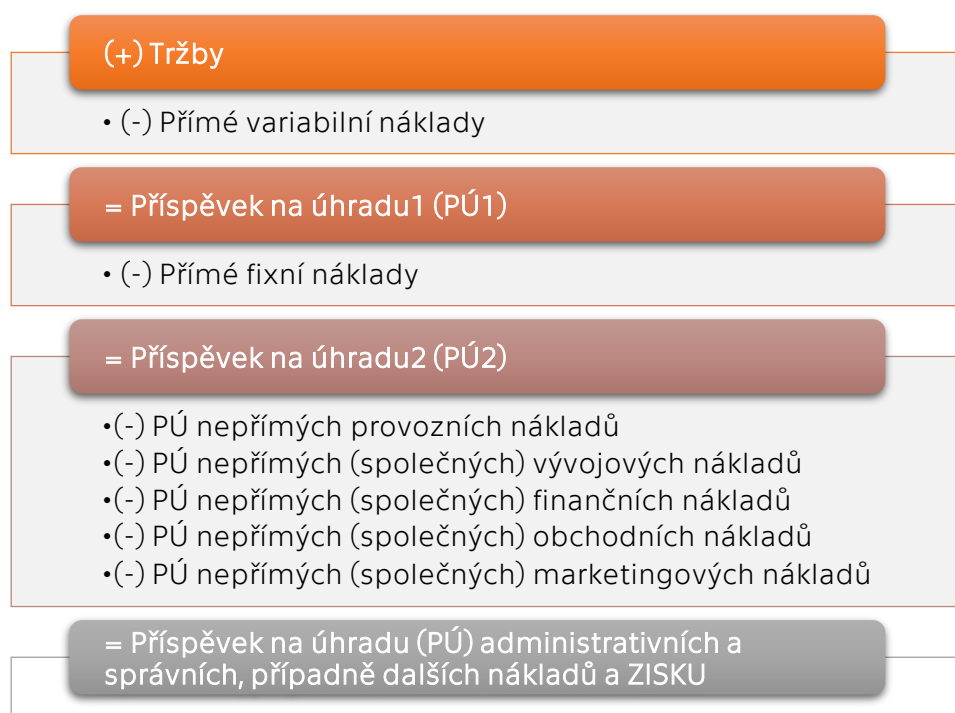 (+) Tržby
• (-) Přímé variabilní náklady
= Příspěvek na úhradu1 (PÚ1)
• (-) Přímé fixní náklady
= Příspěvek na úhradu2 (PÚ2)
•(-) PÚ nepřímých provozních nákladů
•(-) PÚ nepřímých (společných) vývojových nákladů
•(-) PÚ nepřímých (společných) finančních nákladů
•(-) PÚ nepřímých (společných) obchodních nákladů
•(-) PÚ nepřímých (společných) marketingových nákladů
= Příspěvek na úhradu (PÚ) administrativních a
správních, případně dalších nákladů a ZISKU